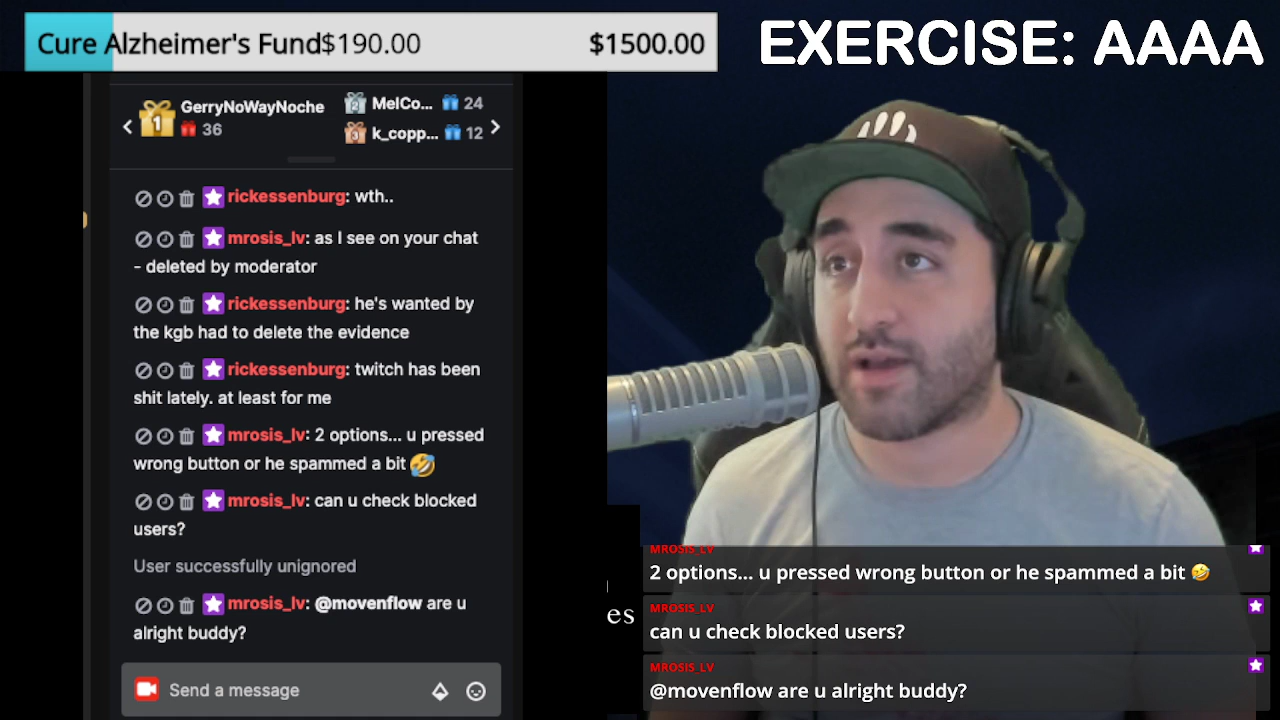 Cure Alzheimer's Fund$190.00 $1500.00
EXERCISE: AAAA
GerryNoWayNoche
36
MelCo... 24
k_copp... 12
rickessenburg: wth..
mrosis_lv: as I see on your chat
- deleted by moderator
rickessenburg: he's wanted by
the kgb had to delete the evidence
rickessenburg: twitch has been
shit lately. at least for me
mrosis_lv: 2 options... u pressed
wrong button or he spammed a bit 🤣
mrosis_lv: can u check blocked
users?
User successfully unignored
mrosis_lv: @movenflow are u
alright buddy?
Send a message
es
MROSIS_LV
2 options... u pressed wrong button or he spammed a bit 🤣
MROSIS_LV
can u check blocked users?
MROSIS_LV
@movenflow are u alright buddy?